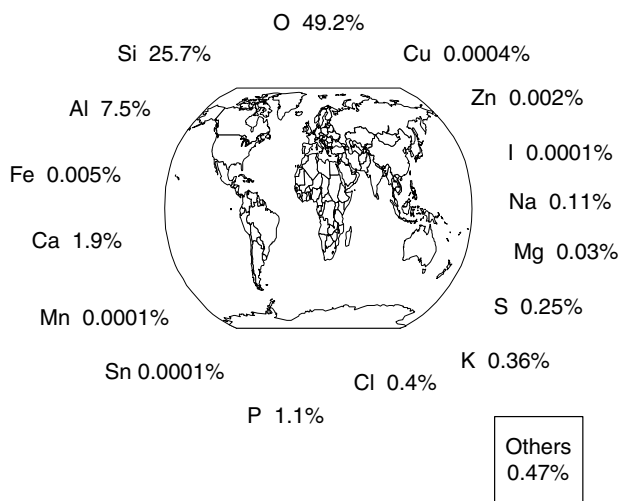 O 49.2%
Si 25.7%
Cu 0.0004%
Al 7.5%
Zn 0.002%
Fe 0.005%
I 0.0001%
Ca 1.9%
Na 0.11%
Mg 0.03%
Mn 0.0001%
S 0.25%
Sn 0.0001%
K 0.36%
Cl 0.4%
P 1.1%
Others
0.47%